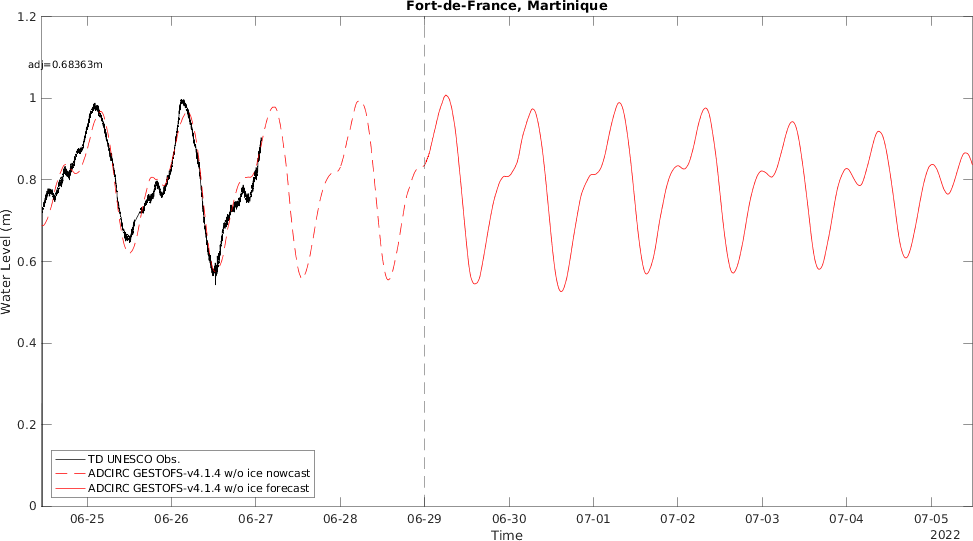 Fort-de-France, Martinique
1.2
adj=0.68363m
1
0.8
0.6
0.4
0.2
0
Water Level (m)
TD UNESCO Obs.
ADCIRC GESTOFS-v4.1.4 w/o ice nowcast
ADCIRC GESTOFS-v4.1.4 w/o ice forecast
06-25 06-26 06-27 06-28 06-29 06-30 07-01 07-02 07-03 07-04 07-05
Time
2022